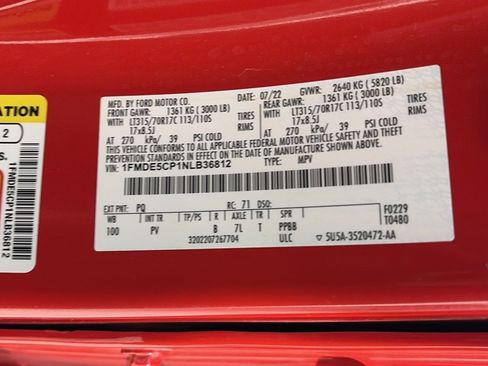 ATION
2
s.
1FMDE5CP1NLB36812
MFD. BY FORD MOTOR CO.
07/22 GVWR: 2640 KG ( 5820 LB)
FRONT GAWR: 1361 KG ( 3000 LB)
REAR GAWR: 1361 KG ( 3000 LB)
WITH LT315/70R17C 113/110S TIRES
WITH LT315/70R17C 113/110S TIRES
17x8.5J RIMS
17x8.5J RIMS
AT 270 kPa/ 39 PSI COLD
AT 270 kPa/ 39 PSI COLD
THIS VEHICLE CONFORMS TO ALL APPLICABLE FEDERAL MOTOR VEHICLE SAFETY AND THEFT PREVENTION STANDARDS IN
EFFECT ON THE DATE OF MANUFACTURE SHOWN ABOVE.
VIN: 1FMDE5CP1NLB36812 TYPE: MPV
EXT PNT: PQ RC: 71 DSO: F0229
WB INT TR TP/PS R AXLE TR SPR T0480
100 PV B 7L T PPBB
3202207267704 ULC 5U5A-3520472-AA